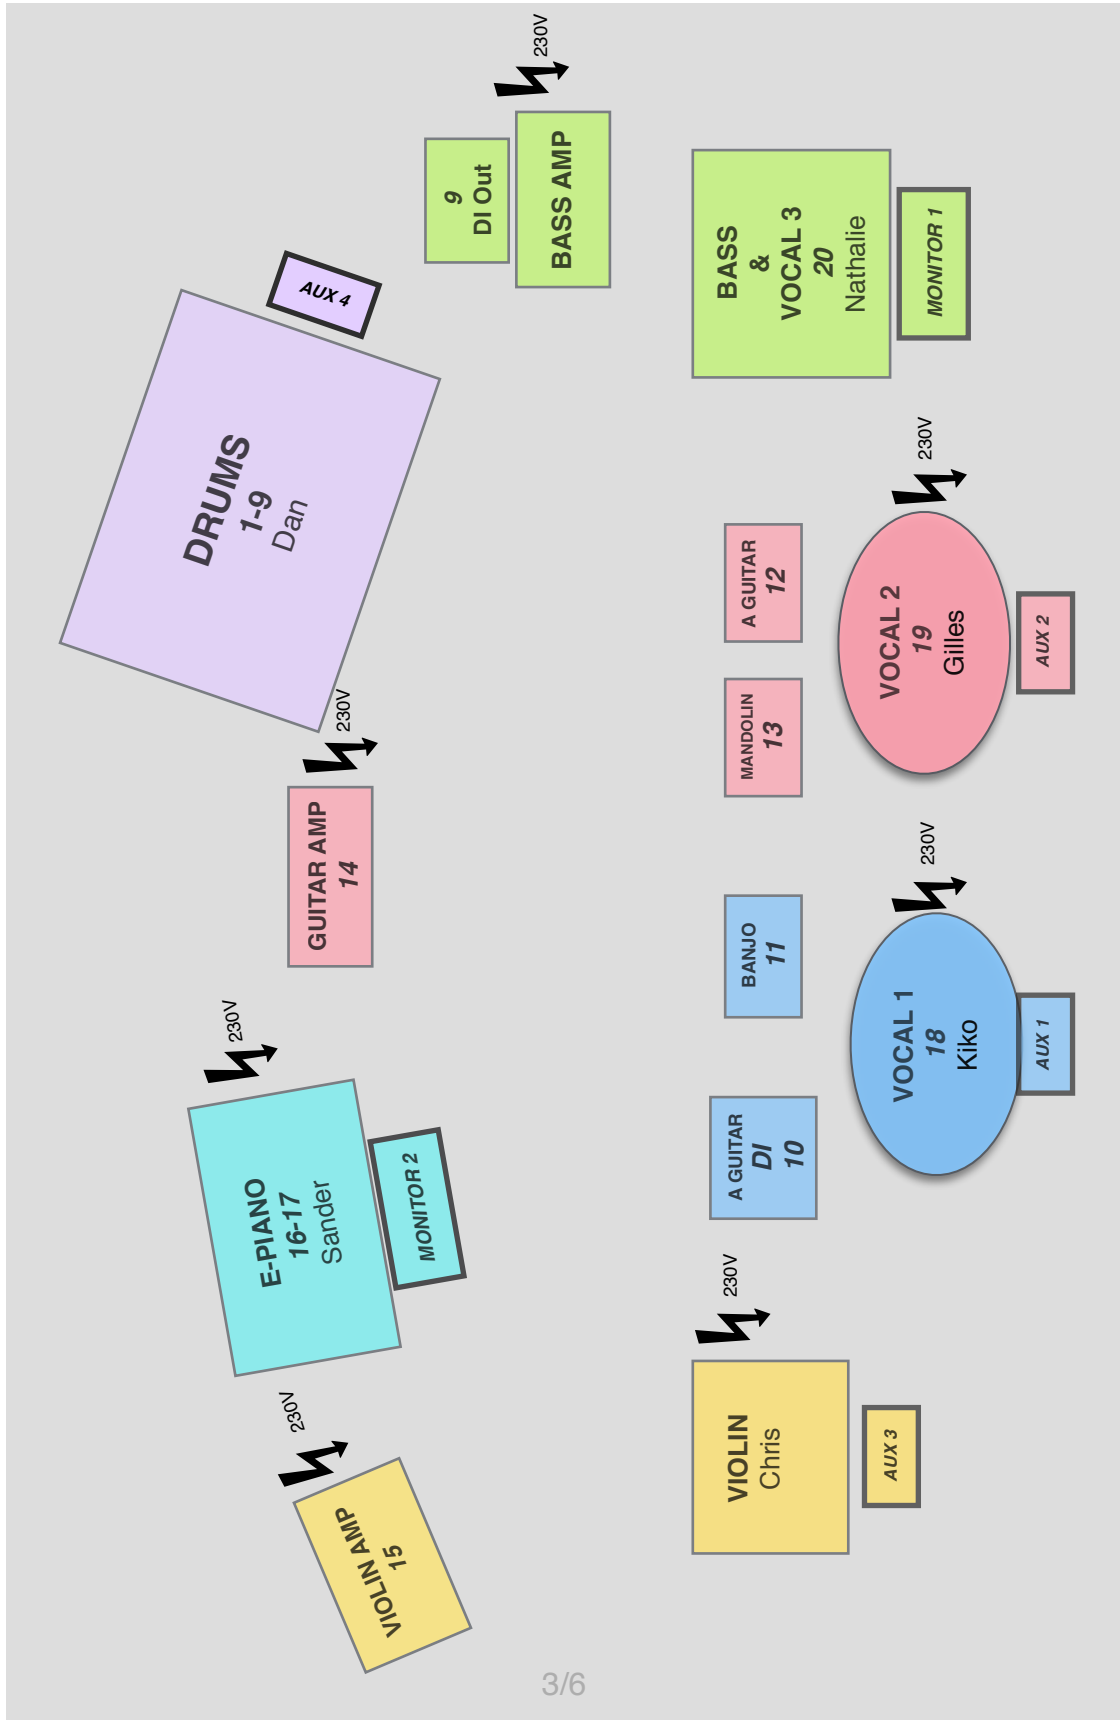 230V
9
DI Out
BASS AMP
BASS
&
VOCAL 3
20
Nathalie
MONITOR 1
AUX 4
DRUMS
1-9
Dan
230V
GUITAR AMP
14
230V
A GUITAR
12
MANDOLIN
13
VOCAL 2
19
Gilles
AUX 2
230V
BANJO
11
A GUITAR
DI
10
VOCAL 1
18
Kiko
AUX 1
230V
E-PIANO
16-17
Sander
MONITOR 2
230V
VIOLIN AMP
15
230V
VIOLIN
Chris
AUX 3
3/6